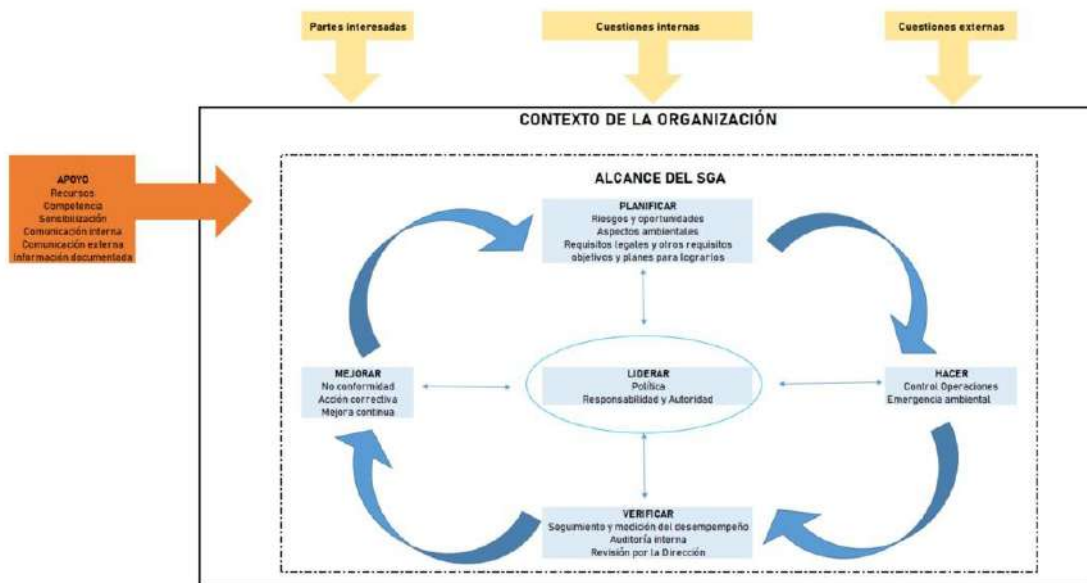 Partes interesadas
Cuestiones internas
Cuestiones externas
CONTEXTO DE LA ORGANIZACIÓN
APOYO
Recursos
Competencia
Sensibilización
Comunicación interna
Comunicación externa
Información documentada
ALCANCE DEL SGA
PLANIFICAR
Riesgos y oportunidades
Aspectos ambientales
Requisitos legales y otros requisitos
objetivos y planes para lograrlos
MEJORAR
No conformidad
Acción correctiva
Mejora continua
LIDERAR
Política
Responsabilidad y Autoridad
HACER
Control Operaciones
Emergencia ambiental
VERIFICAR
Seguimiento y medición del desempempeño
Auditoría interna
Revisión por la Dirección